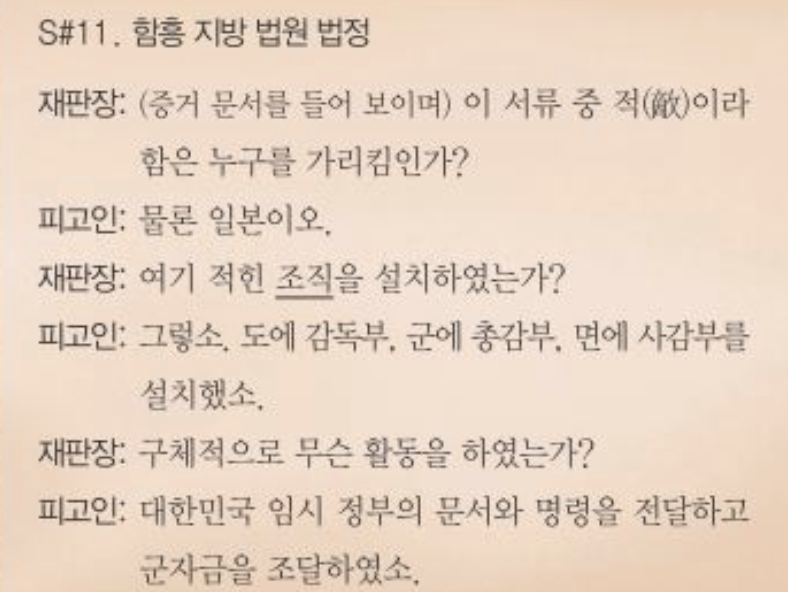 S#11. 함흥 지방 법원 법정
재판장: (증거 문서를 들어 보이며) 이 서류 중 적(敵)이라
함은 누구를 가리킴인가?
피고인: 물론 일본이오.
재판장: 여기 적힌 조직을 설치하였는가?
피고인: 그렇소. 도에 감독부, 군에 총감부, 면에 사감부를
설치했소.
재판장: 구체적으로 무슨 활동을 하였는가?
피고인: 대한민국 임시 정부의 문서와 명령을 전달하고
군자금을 조달하였소.